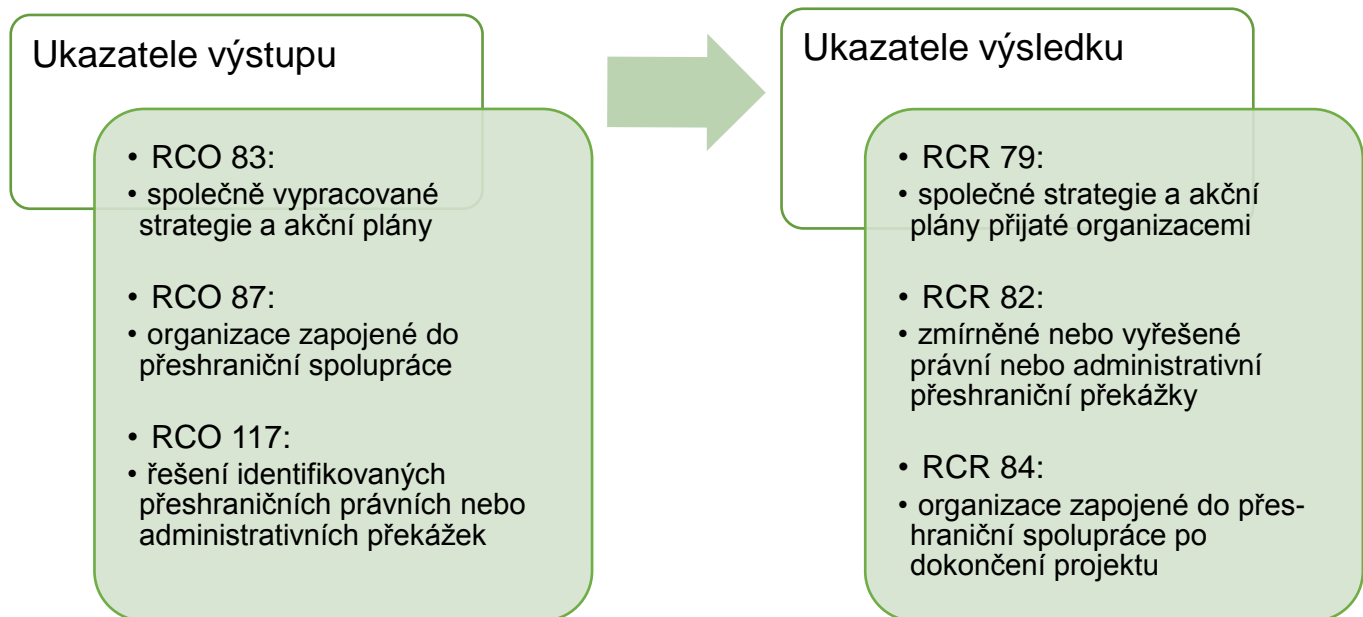 Ukazatele výstupu
• RCO 83:
• společně vypracované
strategie a akční plány
• RCO 87:
• organizace zapojené do
přeshraniční spolupráce
• RCO 117:
• řešení identifikovaných
přeshraničních právních nebo
administrativních překážek
Ukazatele výsledku
• RCR 79:
• společné strategie a akční
plány přijaté organizacemi
• RCR 82:
• zmírněné nebo vyřešené
právní nebo administrativní
přeshraniční překážky
• RCR 84:
• organizace zapojené do přes-
hraniční spolupráce po
dokončení projektu